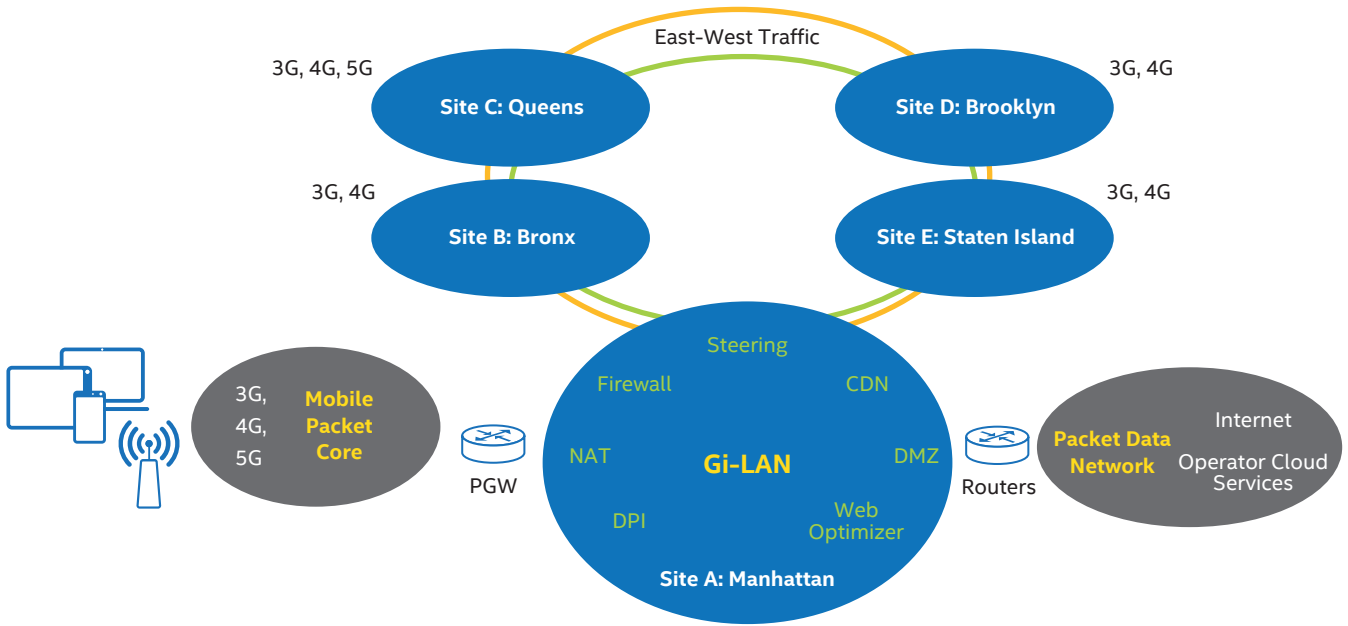 East-West Traffic
3G, 4G, 5G
Site C: Queens
Site D: Brooklyn
3G, 4G
3G, 4G
Site B: Bronx
Site E: Staten Island
3G, 4G
3G,
4G,
5G
Mobile
Packet
Core
PGW
Steering
Firewall
CDN
NAT
Gi-LAN
DMZ
DPI
Web
Optimizer
Site A: Manhattan
Routers
Packet Data
Network
Internet
Operator Cloud
Services